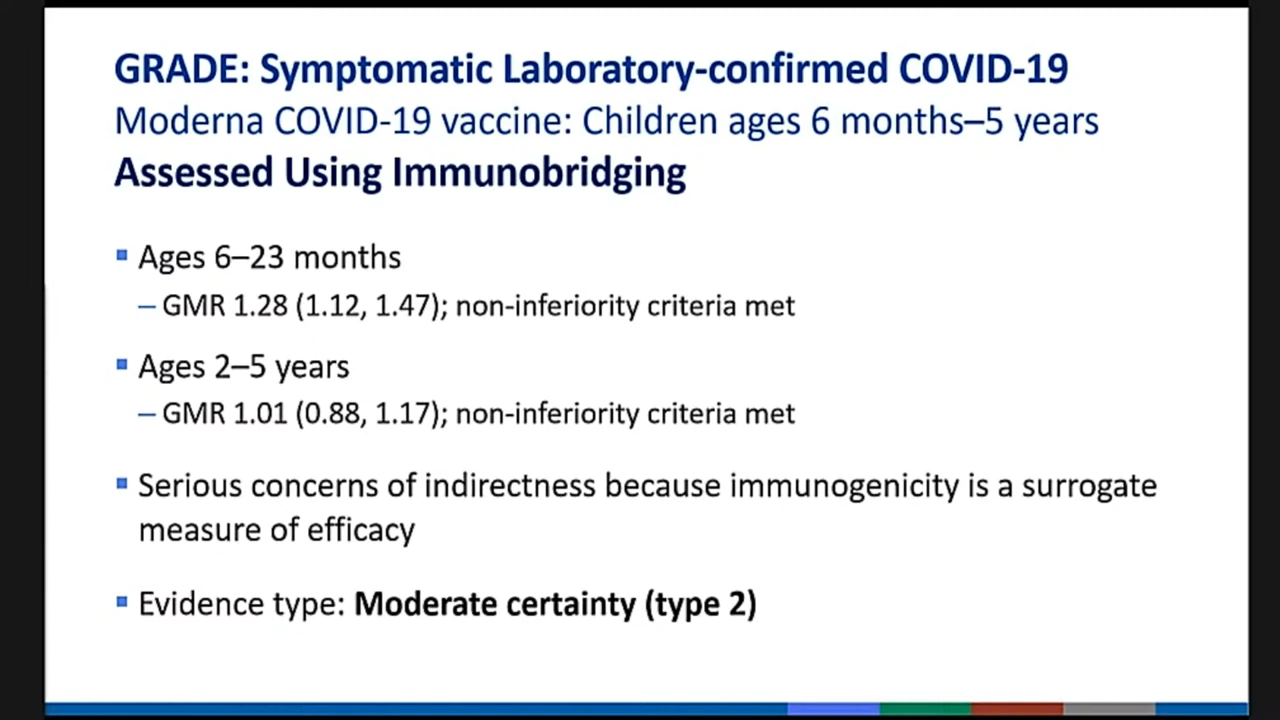 GRADE: Symptomatic Laboratory-confirmed COVID-19
Moderna COVID-19 vaccine: Children ages 6 months–5 years
Assessed Using Immunobridging
▪ Ages 6–23 months
– GMR 1.28 (1.12, 1.47); non-inferiority criteria met
▪ Ages 2–5 years
– GMR 1.01 (0.88, 1.17); non-inferiority criteria met
▪ Serious concerns of indirectness because immunogenicity is a surrogate
measure of efficacy
▪ Evidence type: Moderate certainty (type 2)